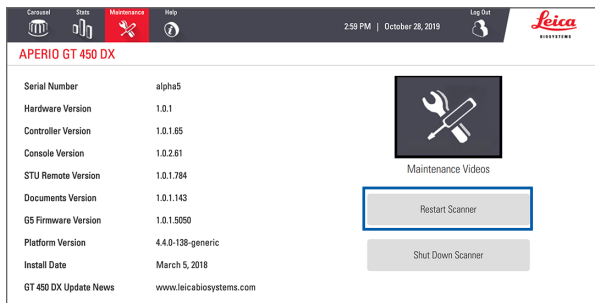 Carousel Stats Maintenance Help Log Out
2:59 PM | October 28, 2019
Leica
BIOSYSTEMS
APERIO GT 450 DX
Serial Number alpha5
Hardware Version 1.0.1
Controller Version 1.0.1.65
Console Version 1.0.2.61
STU Remote Version 1.0.1.784
Documents Version 1.0.1.143
G5 Firmware Version 1.0.1.5050
Platform Version 4.4.0-138-generic
Install Date March 5, 2018
GT 450 DX Update News www.leicabiosystems.com
Maintenance Videos
Restart Scanner
Shut Down Scanner